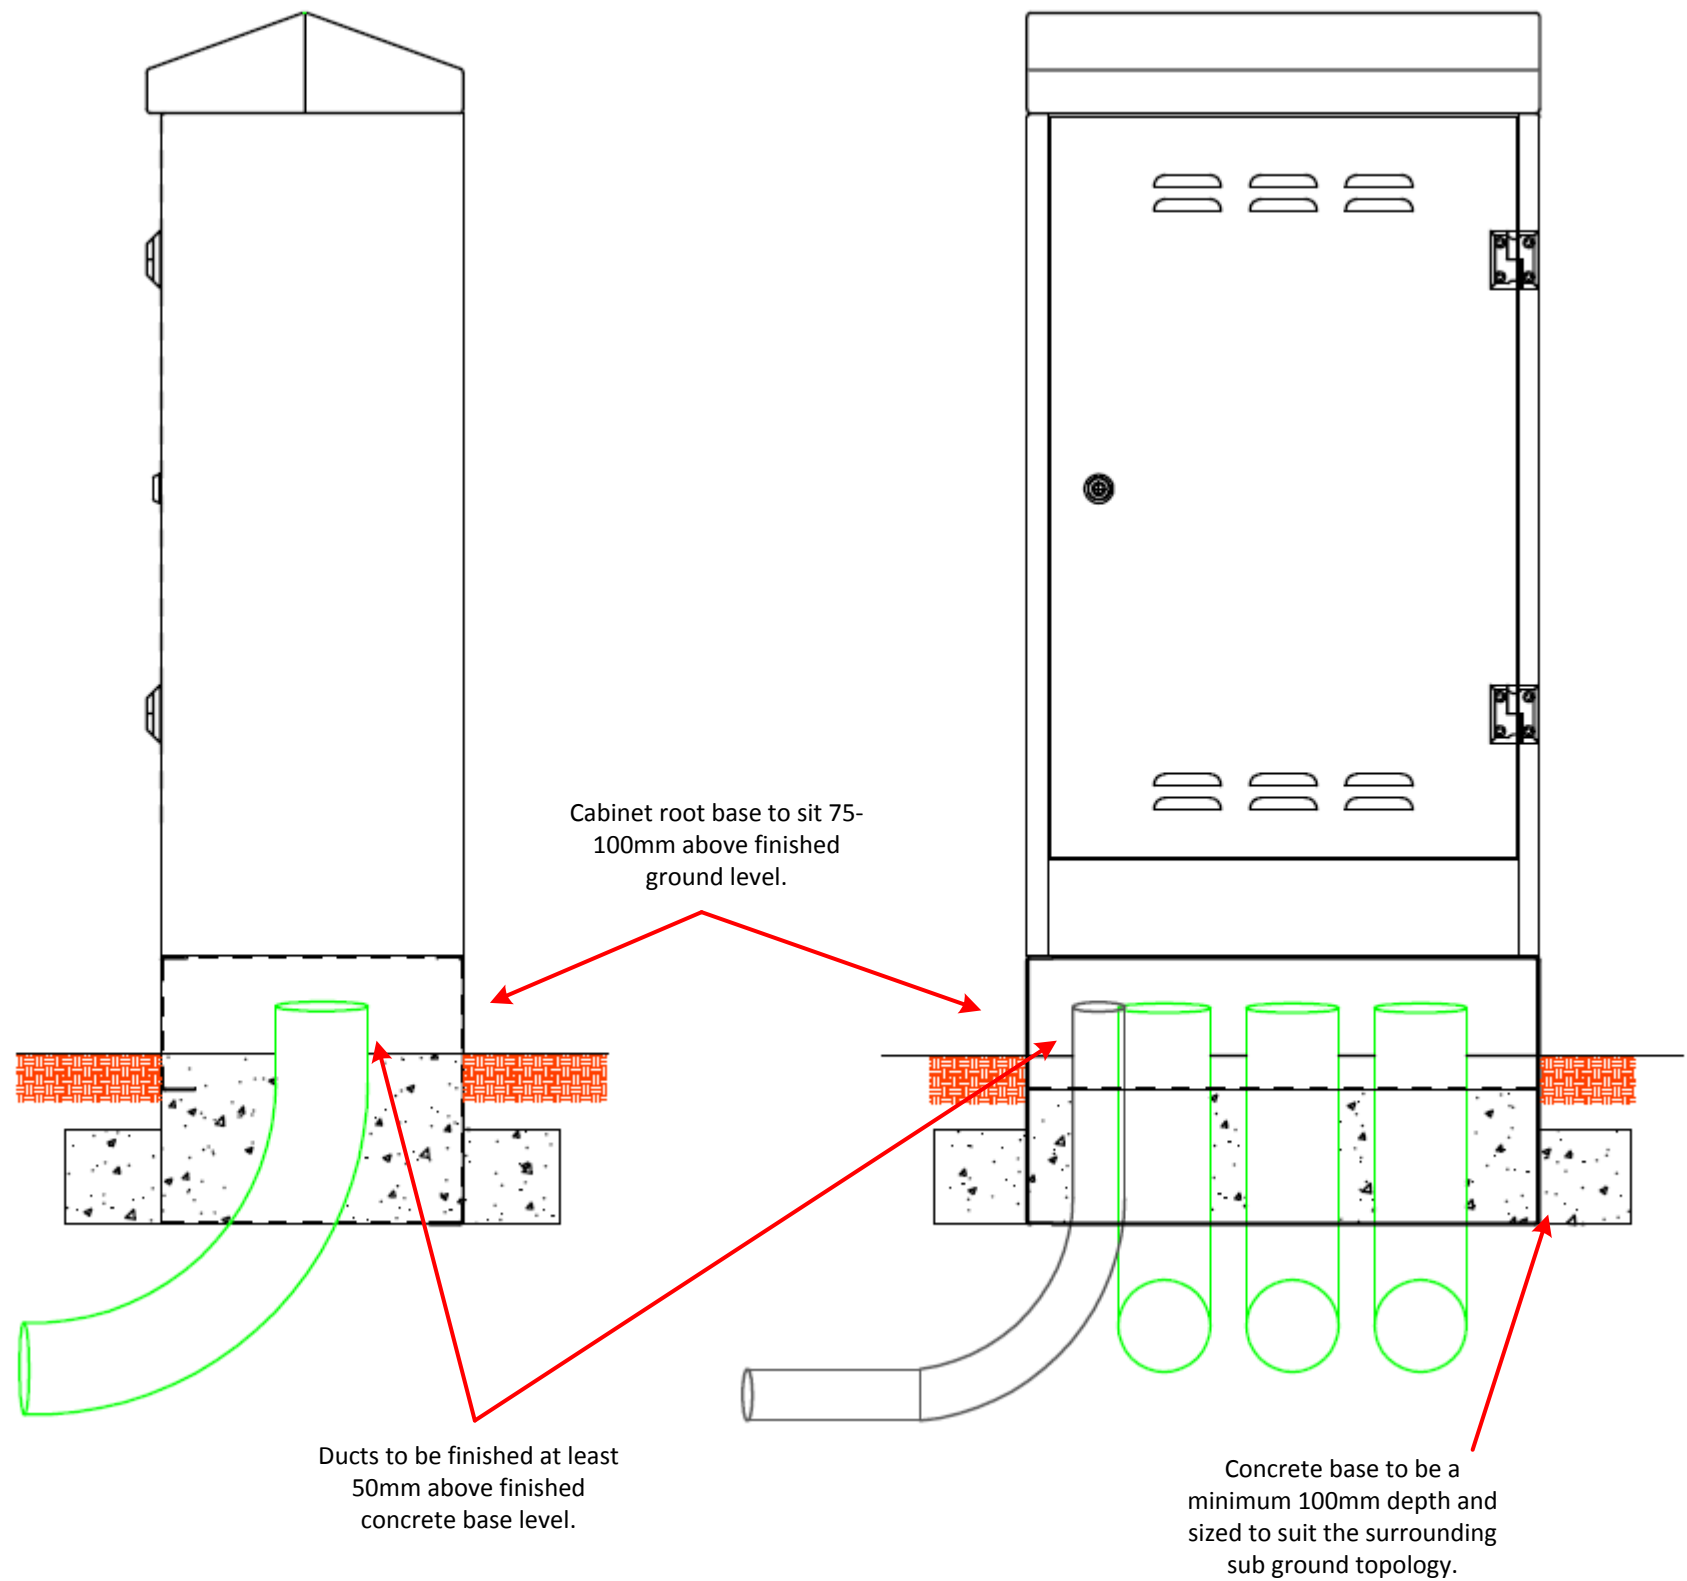 Cabinet root base to sit 75-
100mm above finished
ground level.
Ducts to be finished at least
50mm above finished
concrete base level.
Concrete base to be a
minimum 100mm depth and
sized to suit the surrounding
sub ground topology.